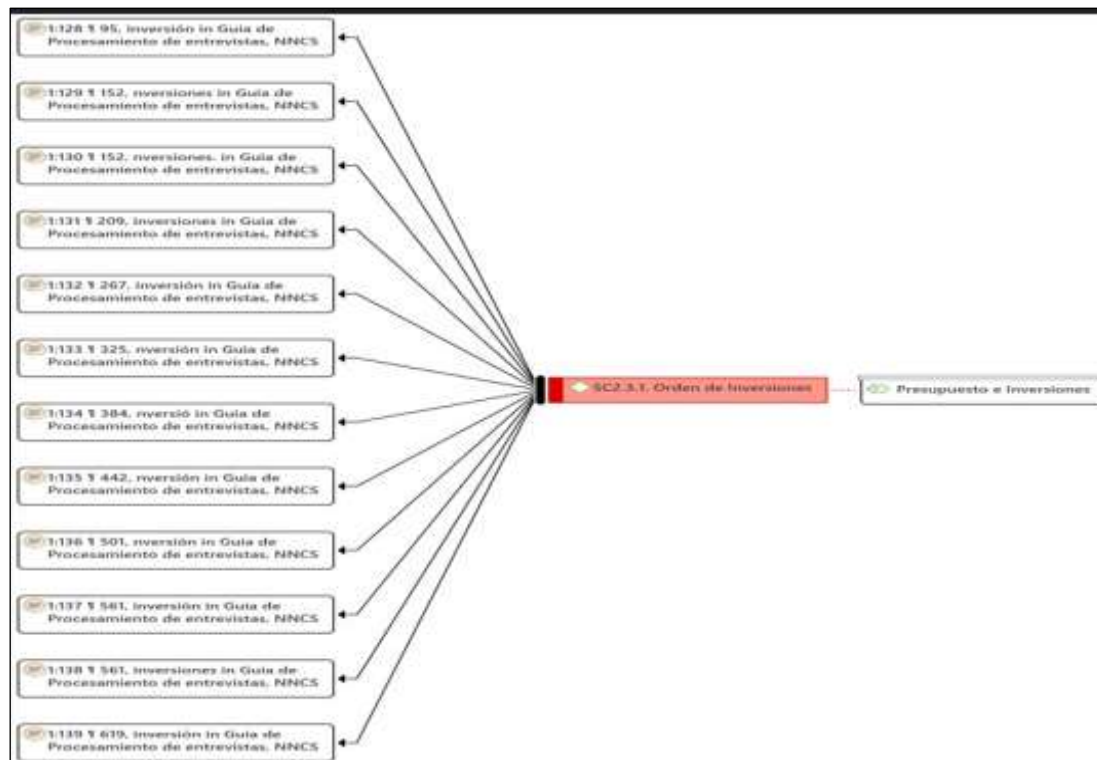 1:128 ¶ 95, Inversión in Guia de
Procesamiento de entrevistas, NNCS
1:129 ¶ 152, nversiones in Guia de
Procesamiento de entrevistas, NNCS
1:130 ¶ 152, nversiones. in Guia de
Procesamiento de entrevistas, NNCS
1:131 ¶ 209, Inversiones in Guia de
Procesamiento de entrevistas, NNCS
1:132 ¶ 267, Inversión in Guia de
Procesamiento de entrevistas, NNCS
1:133 ¶ 325, nversión in Guia de
Procesamiento de entrevistas, NNCS
1:134 ¶ 384, nversió in Guia de
Procesamiento de entrevistas, NNCS
1:135 ¶ 442, nversión in Guia de
Procesamiento de entrevistas, NNCS
1:136 ¶ 501, nversión in Guia de
Procesamiento de entrevistas, NNCS
1:137 ¶ 561, Inversión in Guia de
Procesamiento de entrevistas, NNCS
1:138 ¶ 561, Inversiones in Guia de
Procesamiento de entrevistas, NNCS
1:139 ¶ 619, Inversión in Guia de
Procesamiento de entrevistas, NNCS
SC2.3.1. Orden de Inversiones
Presupuesto e Inversiones